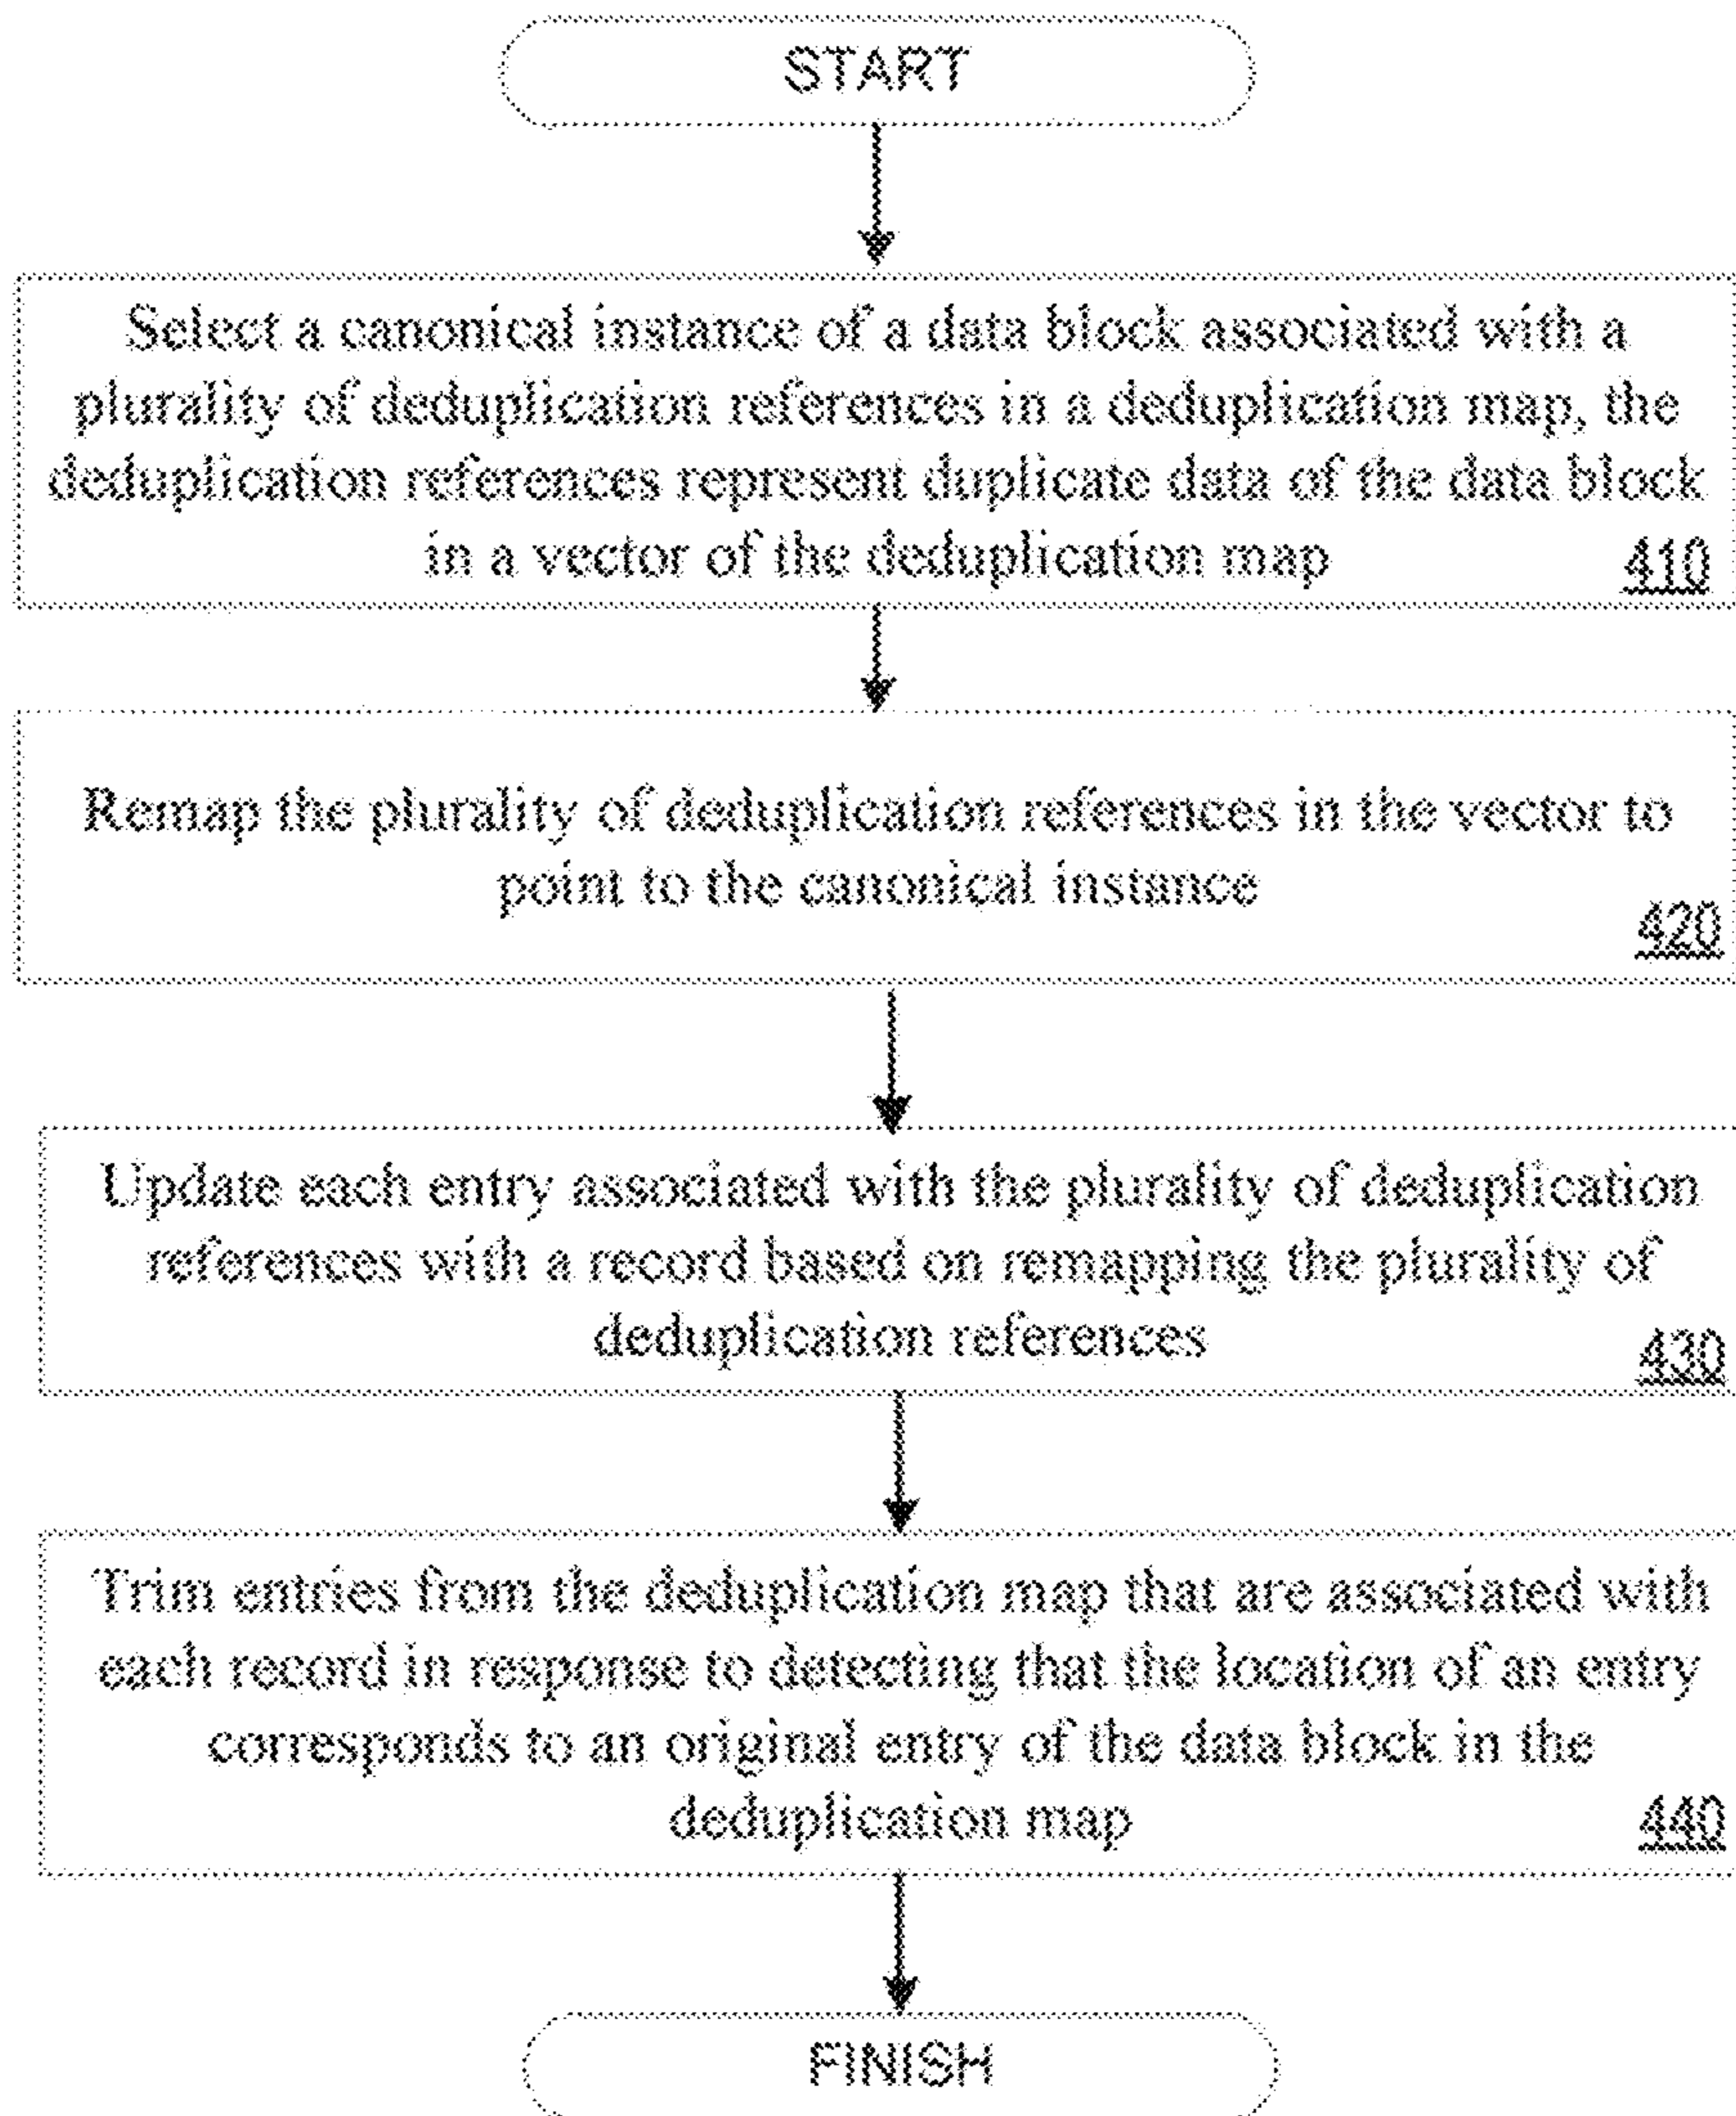 START
Select a canonical instance of a data block associated with a
plurality of deduplication references in a deduplication map, the
deduplication references represent duplicate data of the data block
in a vector of the deduplication map
410
Remap the plurality of deduplication references in the vector to
point to the canonical instance
420
Update each entry associated with the plurality of deduplication
references with a record based on remapping the plurality of
deduplication references
430
Trim entries from the deduplication map that are associated with
each record in response to detecting that the location of an entry
corresponds to an original entry of the data block in the
deduplication map
440
FINISH